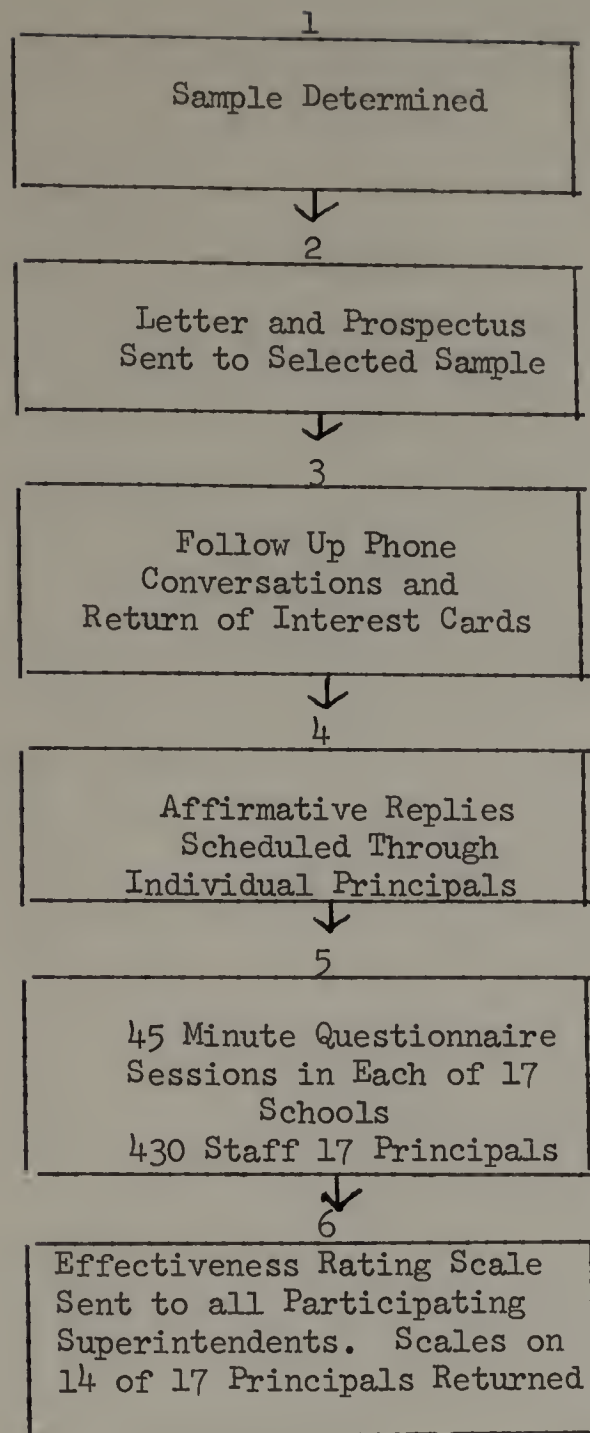 1
Sample Determined
2
Letter and Prospectus
Sent to Selected Sample
3
Follow Up Phone
Conversations and
Return of Interest Cards
4
Affirmative Replies
Scheduled Through
Individual Principals
5
45 Minute Questionnaire
Sessions in Each of 17
Schools
430 Staff 17 Principals
6
Effectiveness Rating Scale
Sent to all Participating
Superintendents.  Scales on
14 of 17 Principals Returned